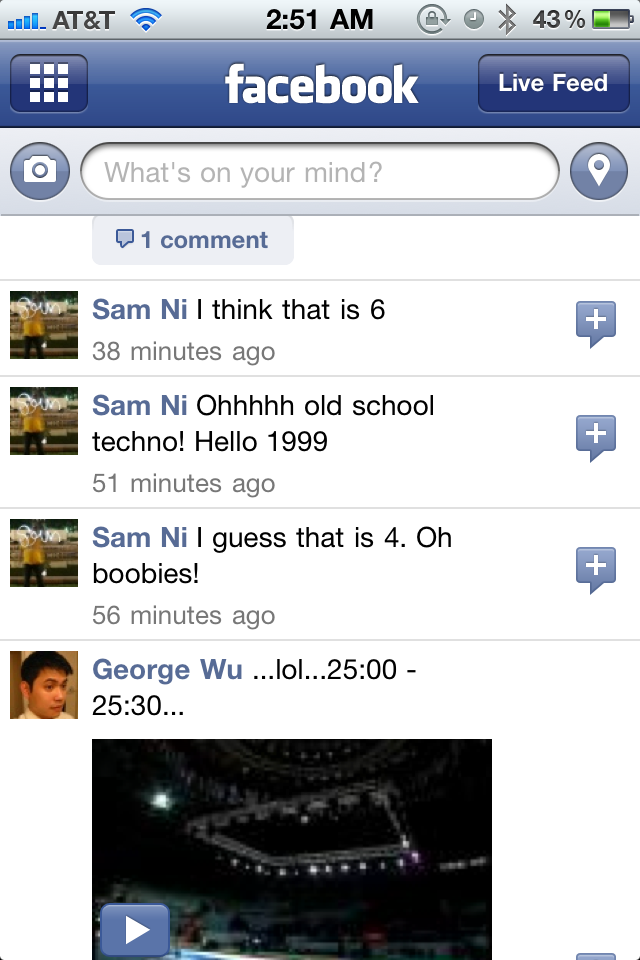 AT&T 2:51 AM 43%
facebook Live Feed
What's on your mind?
1 comment
Sam Ni I think that is 6
38 minutes ago
Sam Ni Ohhhhh old school
techno! Hello 1999
51 minutes ago
Sam Ni I guess that is 4. Oh
boobies!
56 minutes ago
George Wu ...lol...25:00 -
25:30...